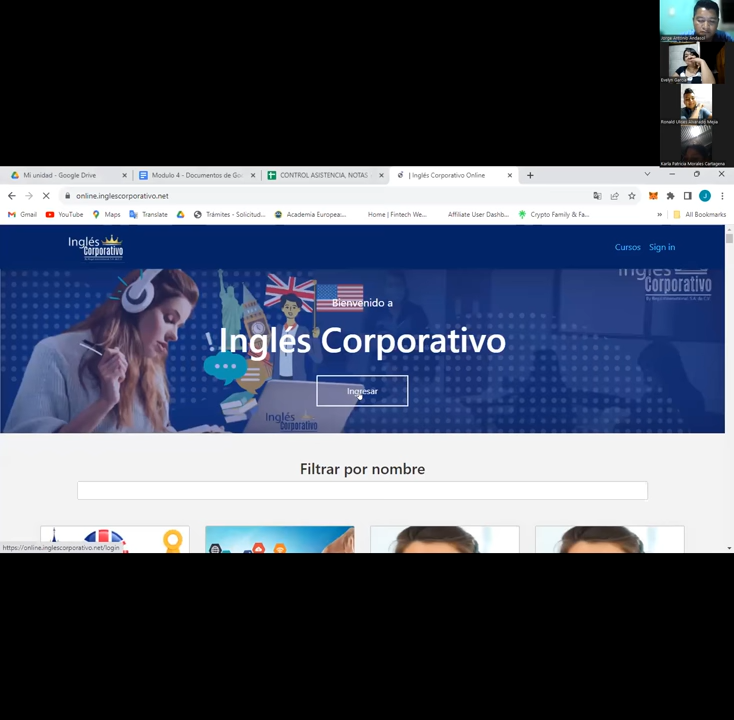 Jorge Antonio Andasol
Evelyn Garcia
Ronald Ulises Alvarado Mejia
Karla Patricia Morales Cartagena
Mi unidad - Google Drive
Modulo 4 - Documentos de Go
CONTROL ASISTENCIA, NOTAS
| Inglés Corporativo Online
online.inglescorporativo.net
Gmail
YouTube
Maps
Translate
Trámites - Solicitud...
Academia Europea:...
Home | Fintech We...
Affiliate User Dashb...
Crypto Family & Fa...
»
All Bookmarks
J
Inglés
Corporativo
Cursos
Sign in
Inglés
Corporativo
Bienvenido a
Inglés Corporativo
Ingresar
Inglés
Corporativo
Filtrar por nombre
https://online.inglescorporativo.net/login